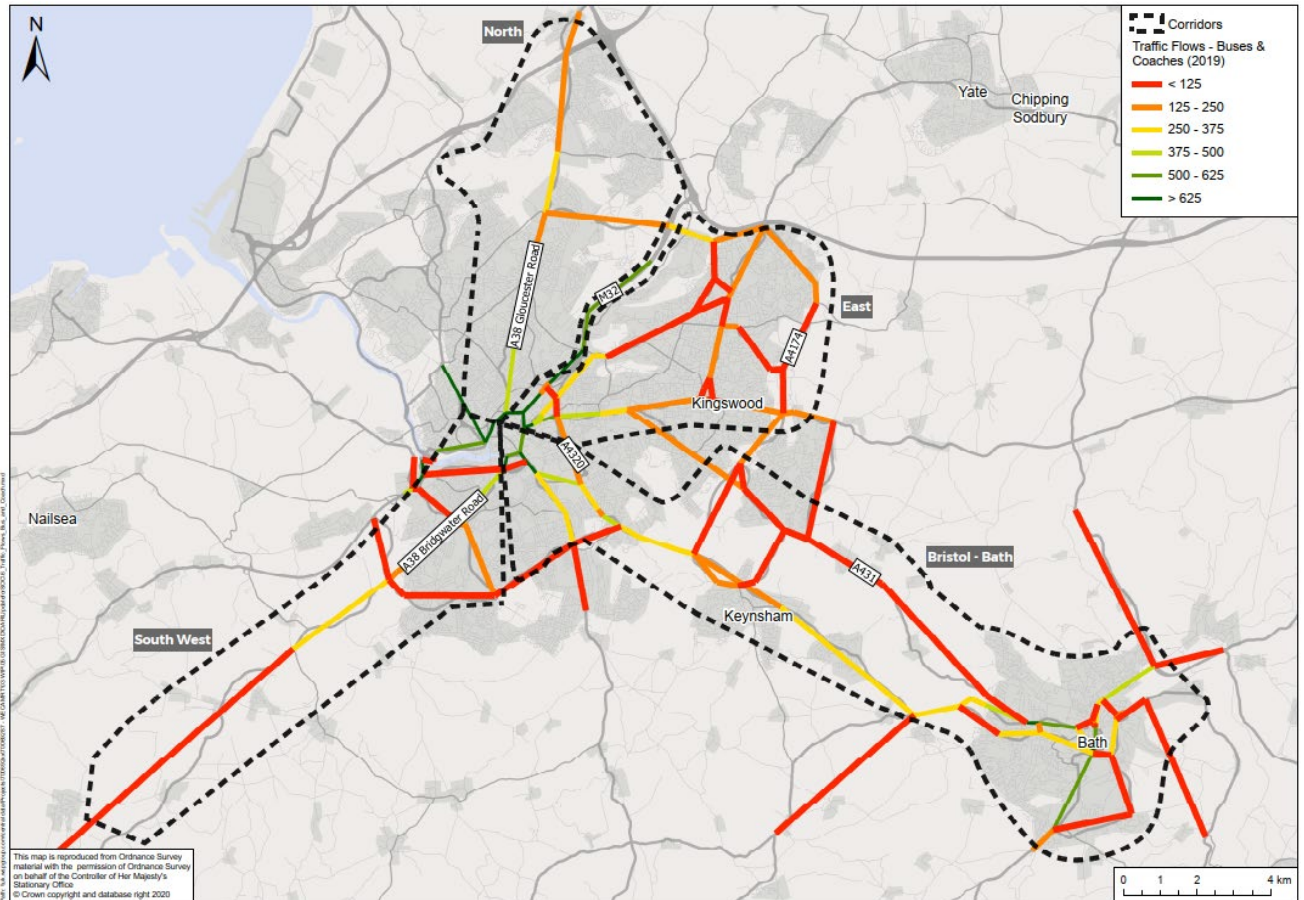 N
North
Corridors
Traffic Flows - Buses &
Coaches (2019)
< 125
125 - 250
250 - 375
375 - 500
500 - 625
> 625
Yate
Chipping
Sodbury
A38 Gloucester Road
M32
East
A4174
Kingswood
A4320
Nailsea
A38 Bridgwater Road
Bristol - Bath
A431
Keynsham
South West
Bath
This map is reproduced from Ordnance Survey
material with the permission of Ordnance Survey
on behalf of the Controller of Her Majesty's
Stationary Office
© Crown copyright and database right 2020
0 1 2 4 km